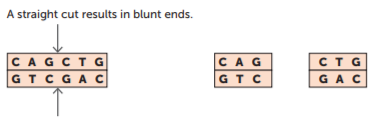 A straight cut results in blunt ends.
C A G C T G
G T C G A C
C A G
G T C
C T G
G A C